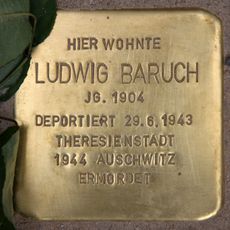 HIER WOHNTE
LUDWIG BARUCH
JG. 1904
DEPORTIERT 29.6.1943
THERESIENSTADT
1944 AUSCHWITZ
ERMORDET